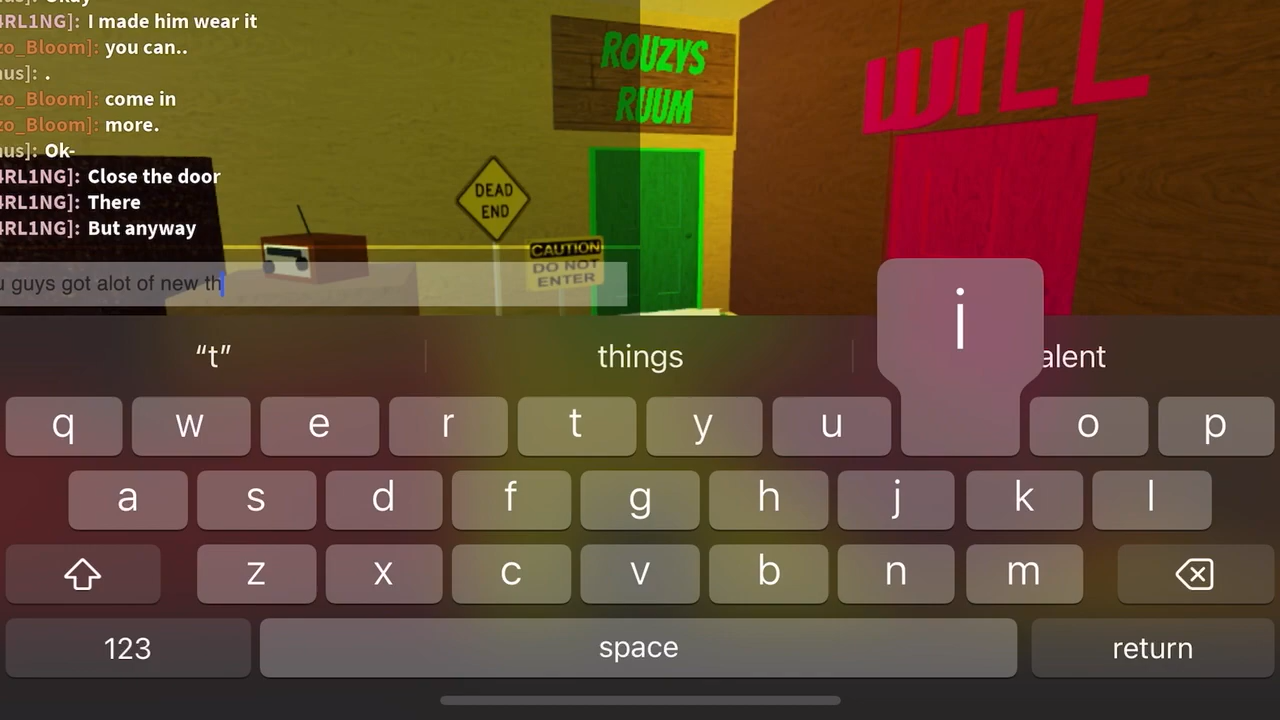 4RL1NG]: I made him wear it
zo_Bloom]: you can..
us]: .
zo_Bloom]: come in
zo_Bloom]: more.
us]: Ok-
4RL1NG]: Close the door
4RL1NG]: There
4RL1NG]: But anyway
u guys got alot of new th
ROUZYS
RUUM
WILL
DEAD
END
CAUTION
DO NOT
ENTER
“t”
things
alent
i
q w e r t y u o p
a s d f g h j k l
z x c v b n m
123
space
return